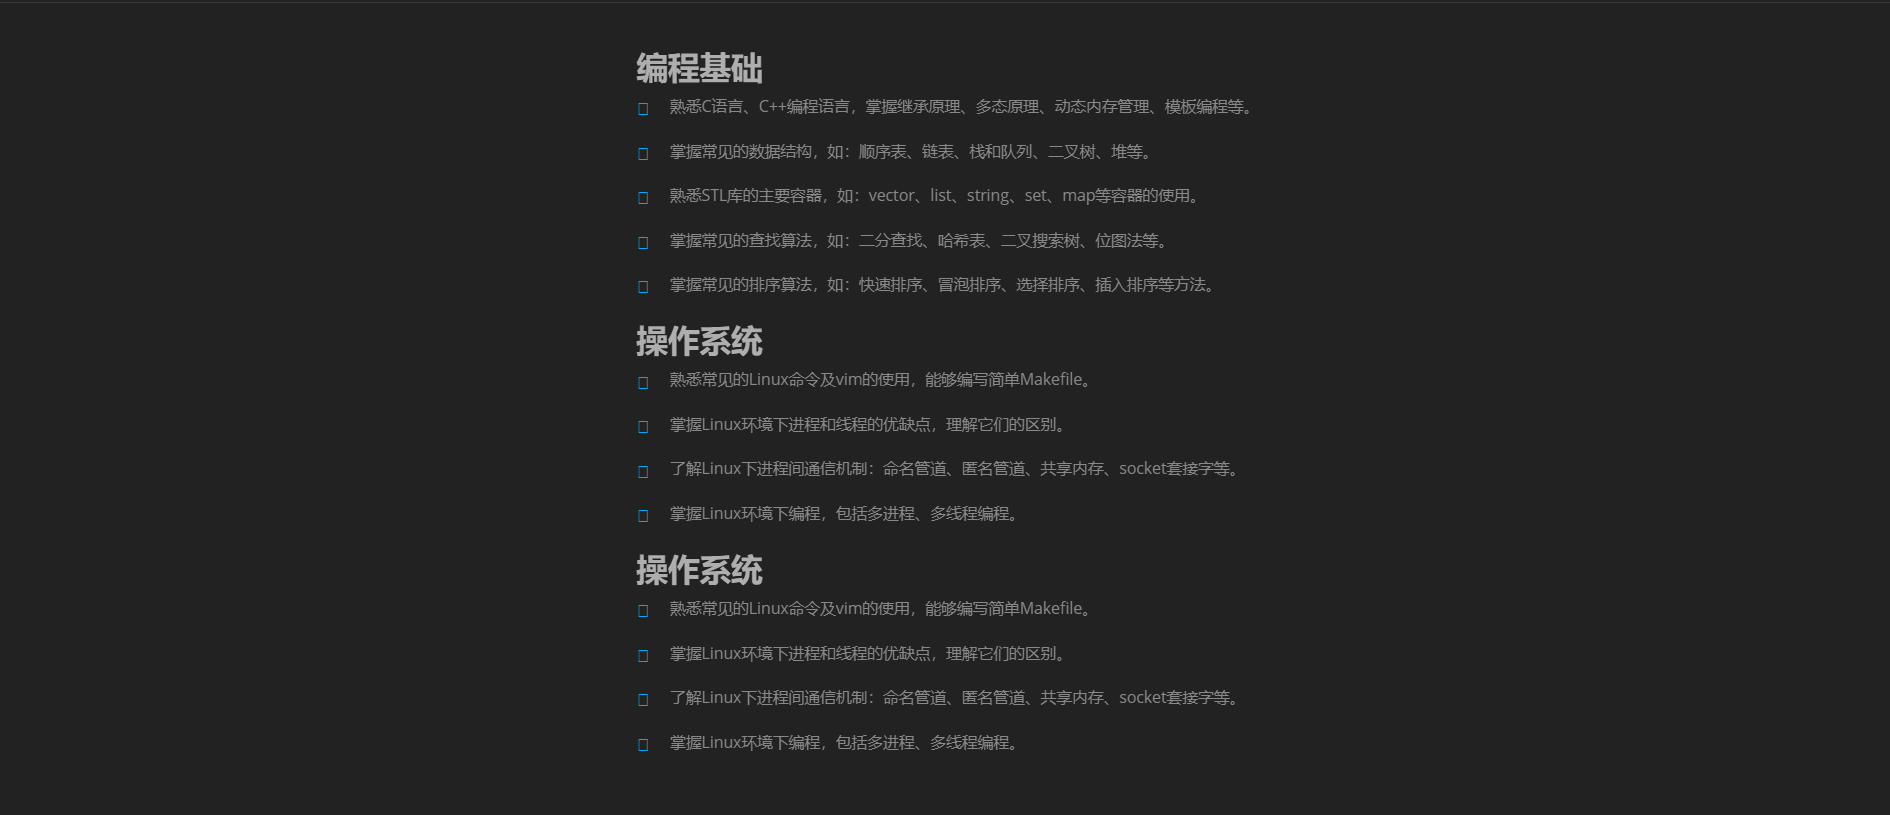 编程基础
熟悉C语言、C++编程语言，掌握继承原理、多态原理、动态内存管理、模板编程等。
掌握常见的数据结构，如：顺序表、链表、栈和队列、二叉树、堆等。
熟悉STL库的主要容器，如：vector、list、string、set、map等容器的使用。
掌握常见的查找算法，如：二分查找、哈希表、二叉搜索树、位图法等。
掌握常见的排序算法，如：快速排序、冒泡排序、选择排序、插入排序等方法。
操作系统
熟悉常见的Linux命令及vim的使用，能够编写简单Makefile。
掌握Linux环境下进程和线程的优缺点，理解它们的区别。
了解Linux下进程间通信机制：命名管道、匿名管道、共享内存、socket套接字等。
掌握Linux环境下编程，包括多进程、多线程编程。
操作系统
熟悉常见的Linux命令及vim的使用，能够编写简单Makefile。
掌握Linux环境下进程和线程的优缺点，理解它们的区别。
了解Linux下进程间通信机制：命名管道、匿名管道、共享内存、socket套接字等。
掌握Linux环境下编程，包括多进程、多线程编程。